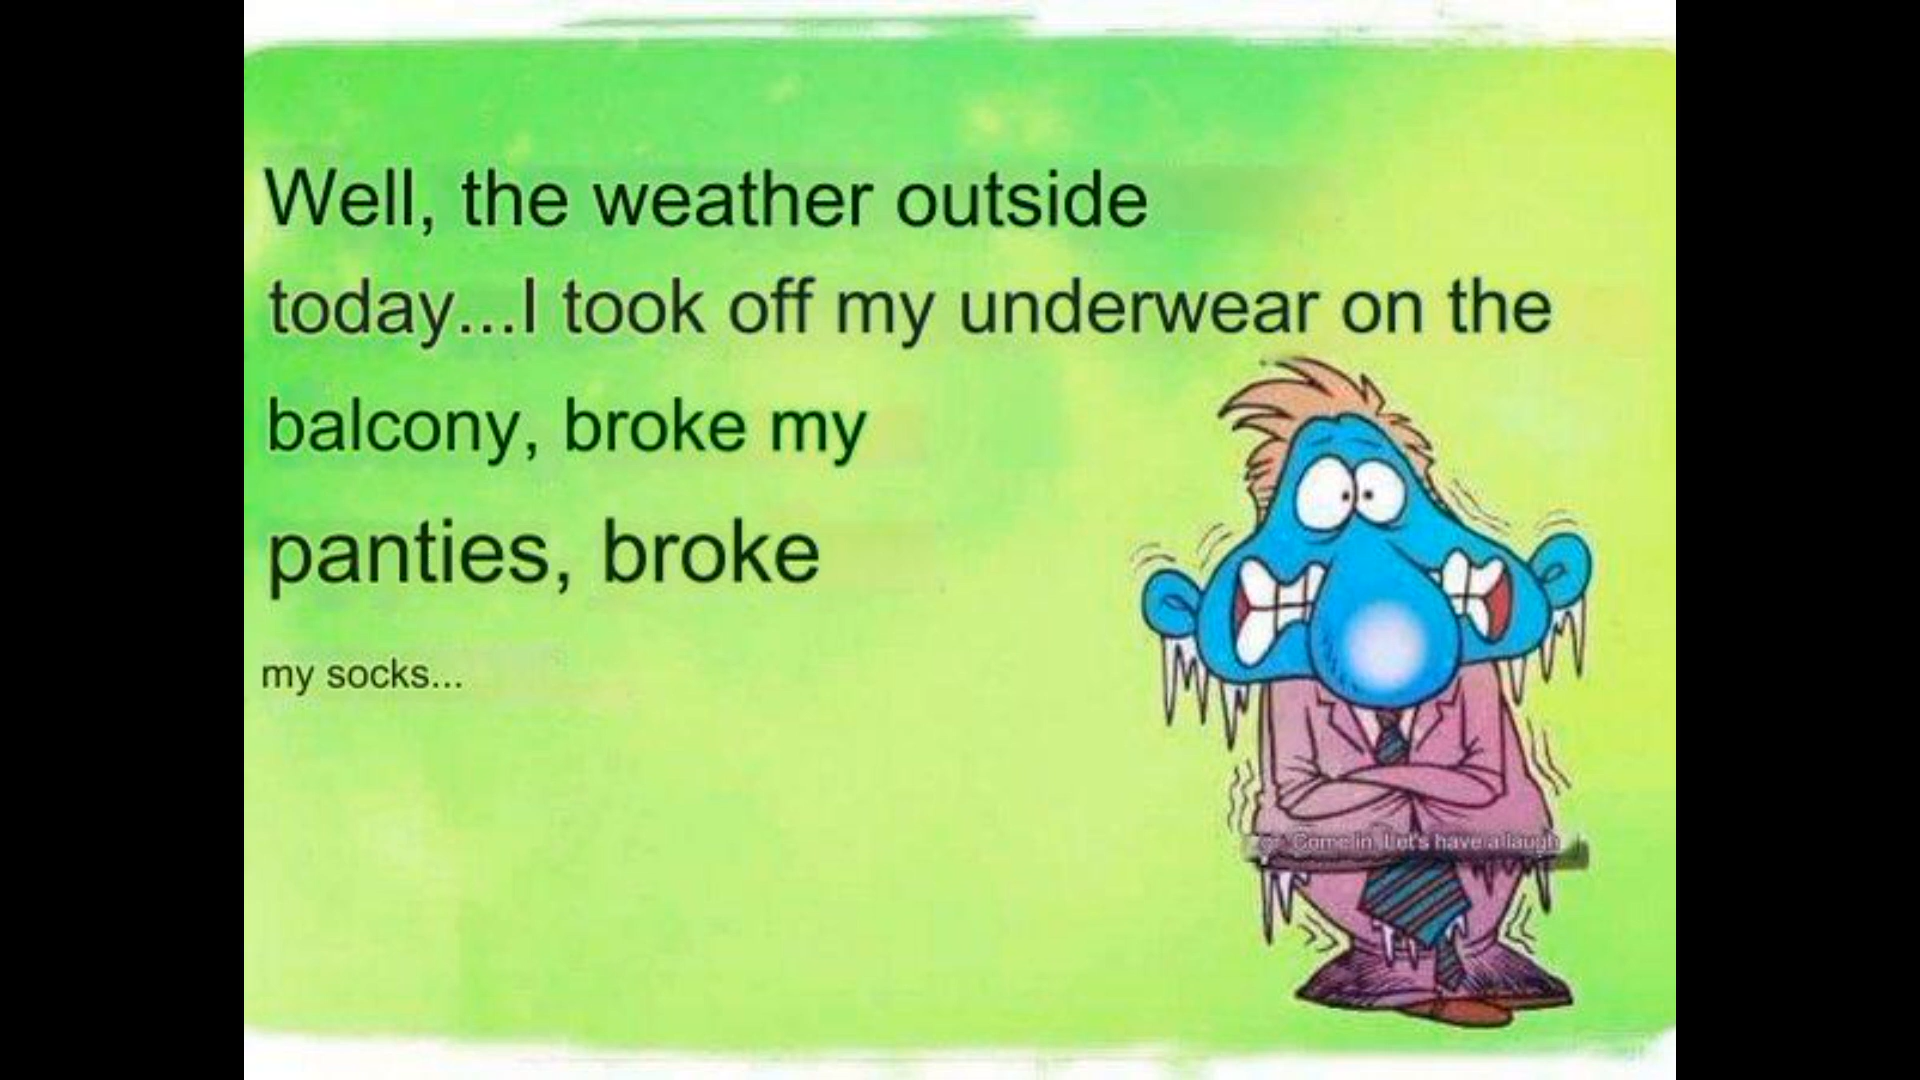 Well, the weather outside
today...I took off my underwear on the
balcony, broke my
panties, broke
my socks...
Come in, Let's have a laugh